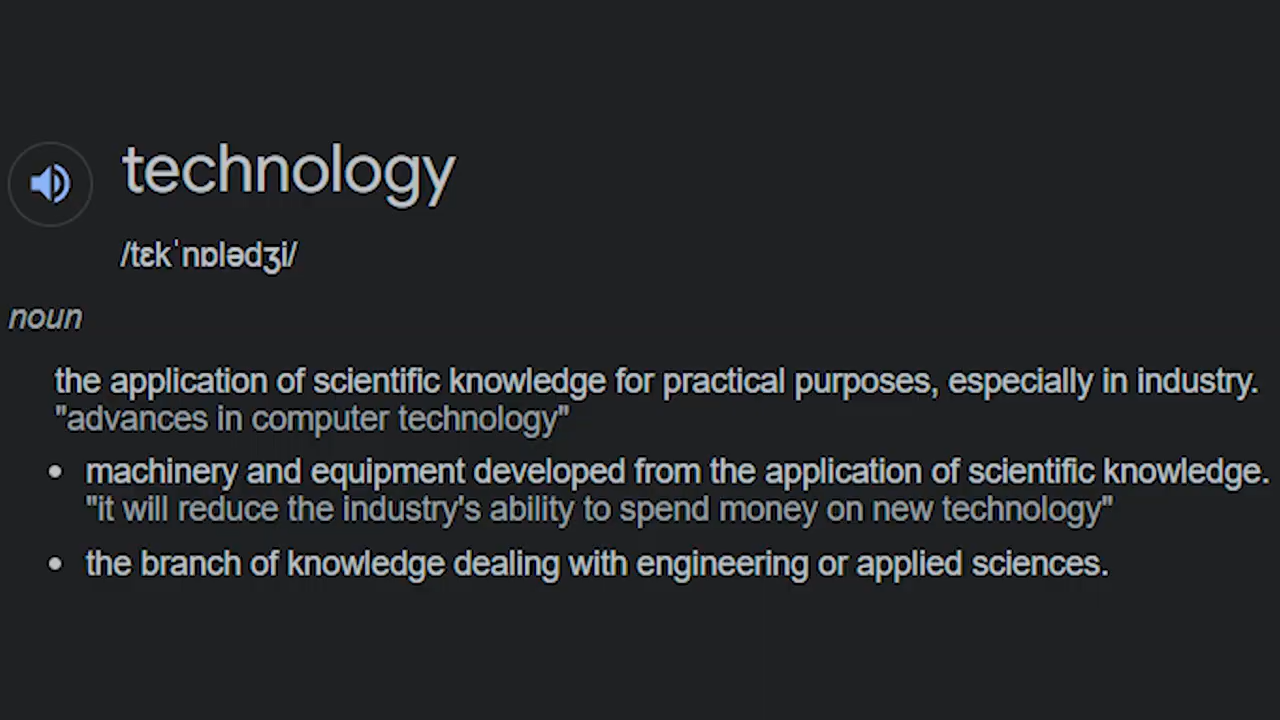 technology
/tɛkˈnɒlədʒi/
noun
the application of scientific knowledge for practical purposes, especially in industry.
"advances in computer technology"
• machinery and equipment developed from the application of scientific knowledge.
"it will reduce the industry's ability to spend money on new technology"
• the branch of knowledge dealing with engineering or applied sciences.